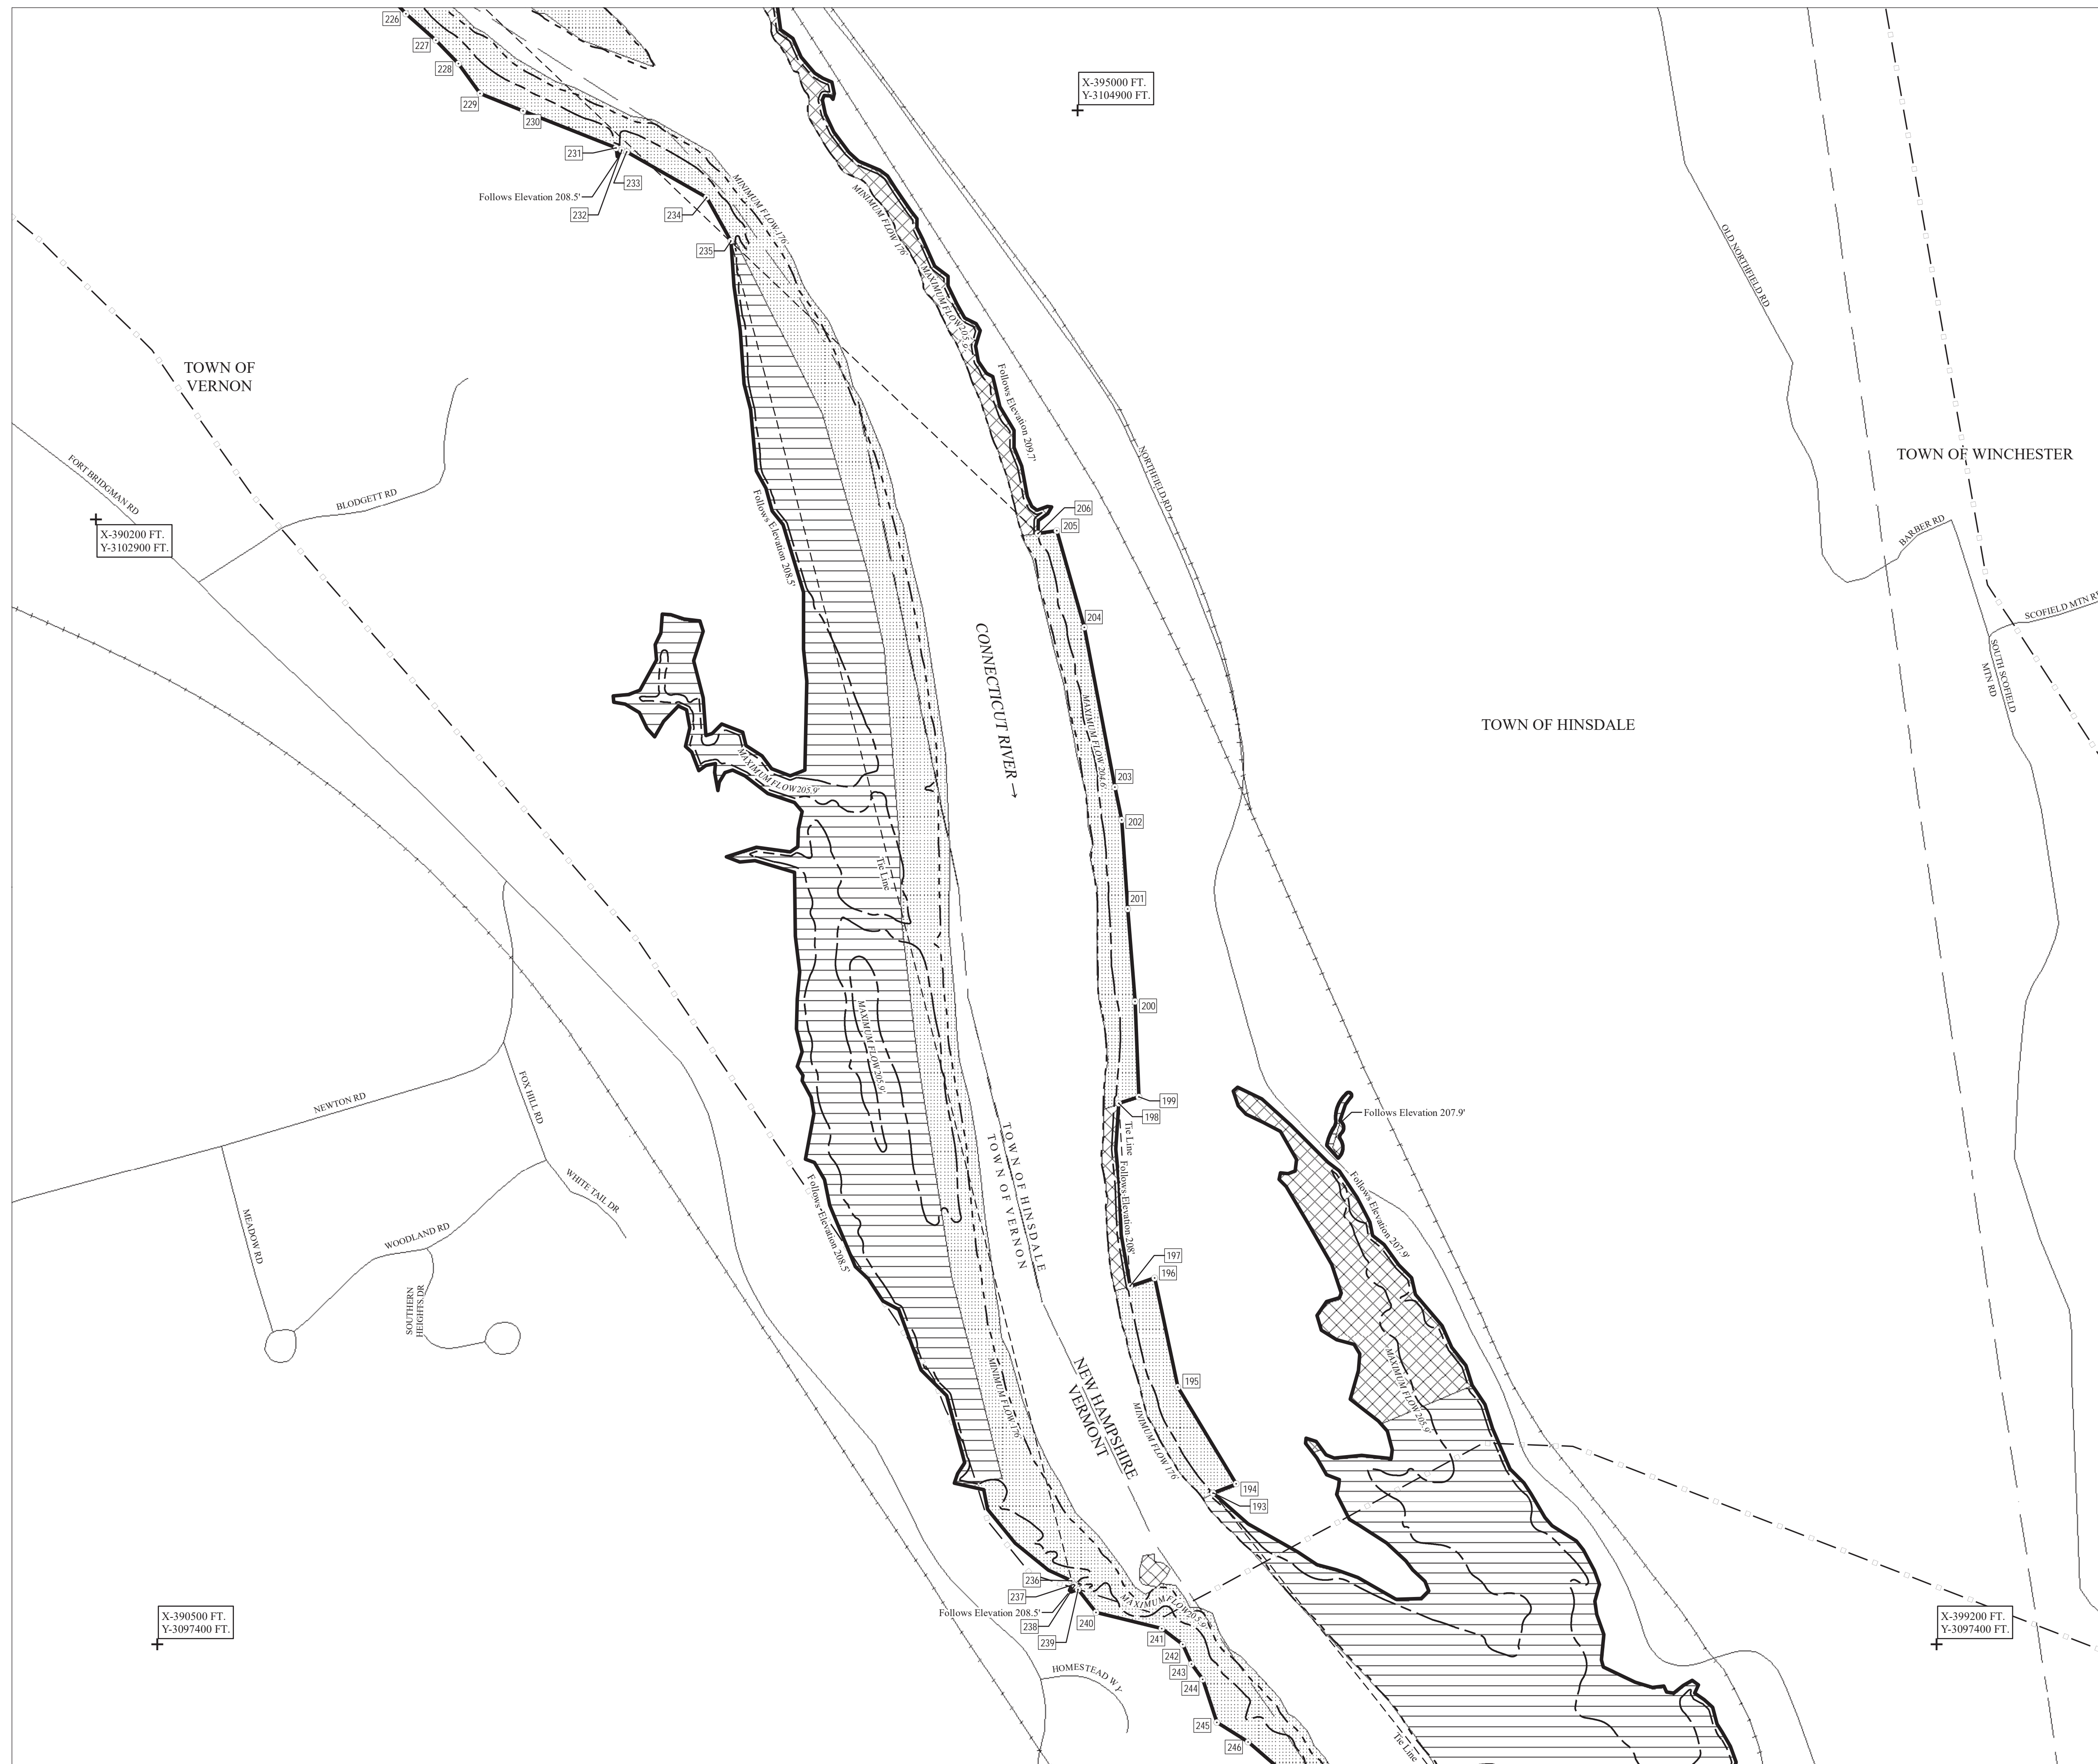 226
227
228
229
230
231
Follows Elevation 208.5'
232
233
234
235
MINIMUM FLOW 176'
X-395000 FT.
Y-3104900 FT.
MINIMUM FLOW 176'
MAXIMUM FLOW 205.9'
Follows Elevation 209.7'
NORTHFIELD RD
OLD NORTHFIELD RD
TOWN OF WINCHESTER
BARBER RD
SCOFIELD MTN RD
SOUTH SCOFIELD
MTN RD
TOWN OF
VERNON
FORT BRIDGMAN RD
BLODGETT RD
X-390200 FT.
Y-3102900 FT.
Follows Elevation 208.5'
206
205
204
CONNECTICUT RIVER →
MAXIMUM FLOW 204.6'
203
202
201
200
TOWN OF HINSDALE
MAXIMUM FLOW 205.9'
Tie Line
MAXIMUM FLOW 205.9'
199
198
Tie Line
Follows Elevation 208'
197
196
195
194
193
Follows Elevation 207.9'
Follows Elevation 207.9'
MAXIMUM FLOW 205.9'
NEWTON RD
FOX HILL RD
WHITE TAIL DR
MEADOW RD
WOODLAND RD
SOUTHERN
HEIGHTS DR
Follows Elevation 208.5'
TOWN OF HINSDALE
TOWN OF VERNON
MINIMUM FLOW 176'
NEW HAMPSHIRE
VERMONT
MINIMUM FLOW 176'
236
237
Follows Elevation 208.5'
238
239
240
MAXIMUM FLOW 205.9'
241
242
243
244
245
246
HOMESTEAD WY
Tie Line
X-390500 FT.
Y-3097400 FT.
X-399200 FT.
Y-3097400 FT.